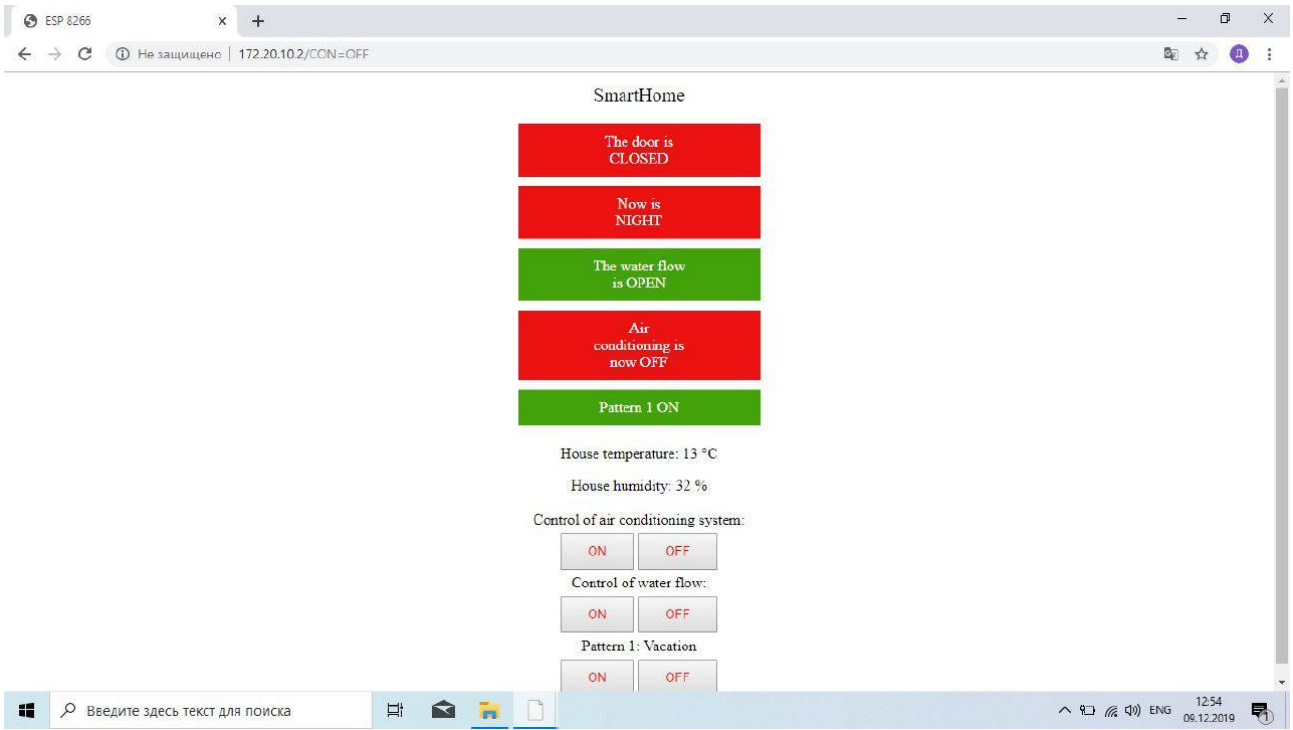 ESP 8266
Не защищено | 172.20.10.2/CON=OFF
Д
SmartHome
The door is
CLOSED
Now is
NIGHT
The water flow
is OPEN
Air
conditioning is
now OFF
Pattern 1 ON
House temperature: 13 °C
House humidity: 32 %
Control of air conditioning system:
ON OFF
Control of water flow:
ON OFF
Pattern 1: Vacation
ON OFF
Введите здесь текст для поиска
ENG
12:54
09.12.2019
1